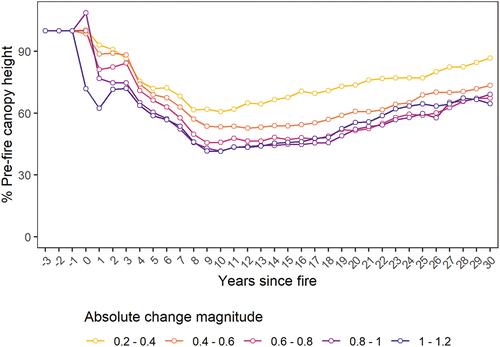 % Pre-fire canopy height
90
60
30
0
-3 -2 -1 0 1 2 3 4 5 6 7 8 9 10 11 12 13 14 15 16 17 18 19 20 21 22 23 24 25 26 27 28 29 30
Years since fire
Absolute change magnitude
0.2 - 0.4 0.4 - 0.6 0.6 - 0.8 0.8 - 1 1 - 1.2